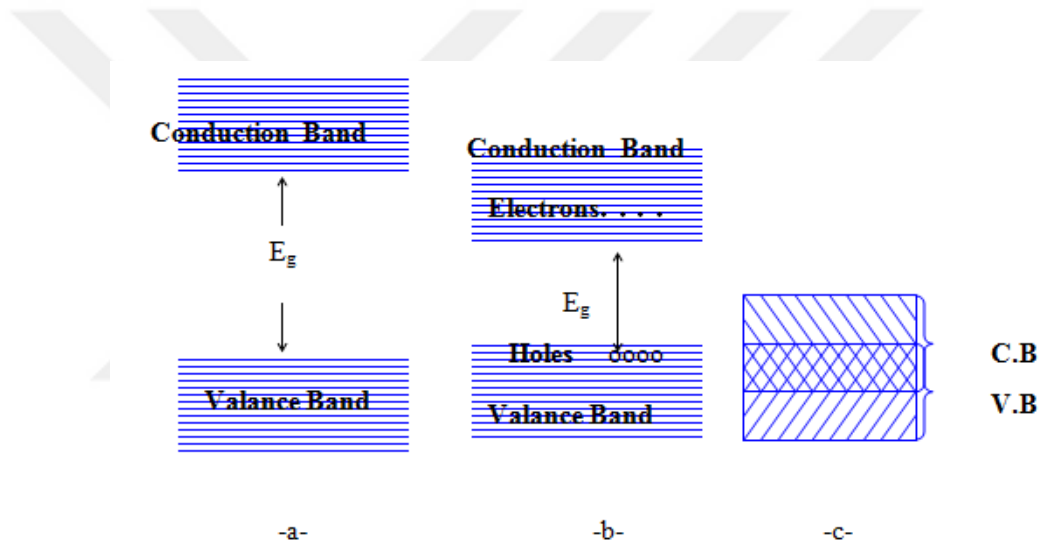 Conduction Band
Eg
Valance Band
-a-
Conduction Band
Electrons. . . .
Eg
Holes oooo
Valance Band
-b-
C.B
V.B
-c-